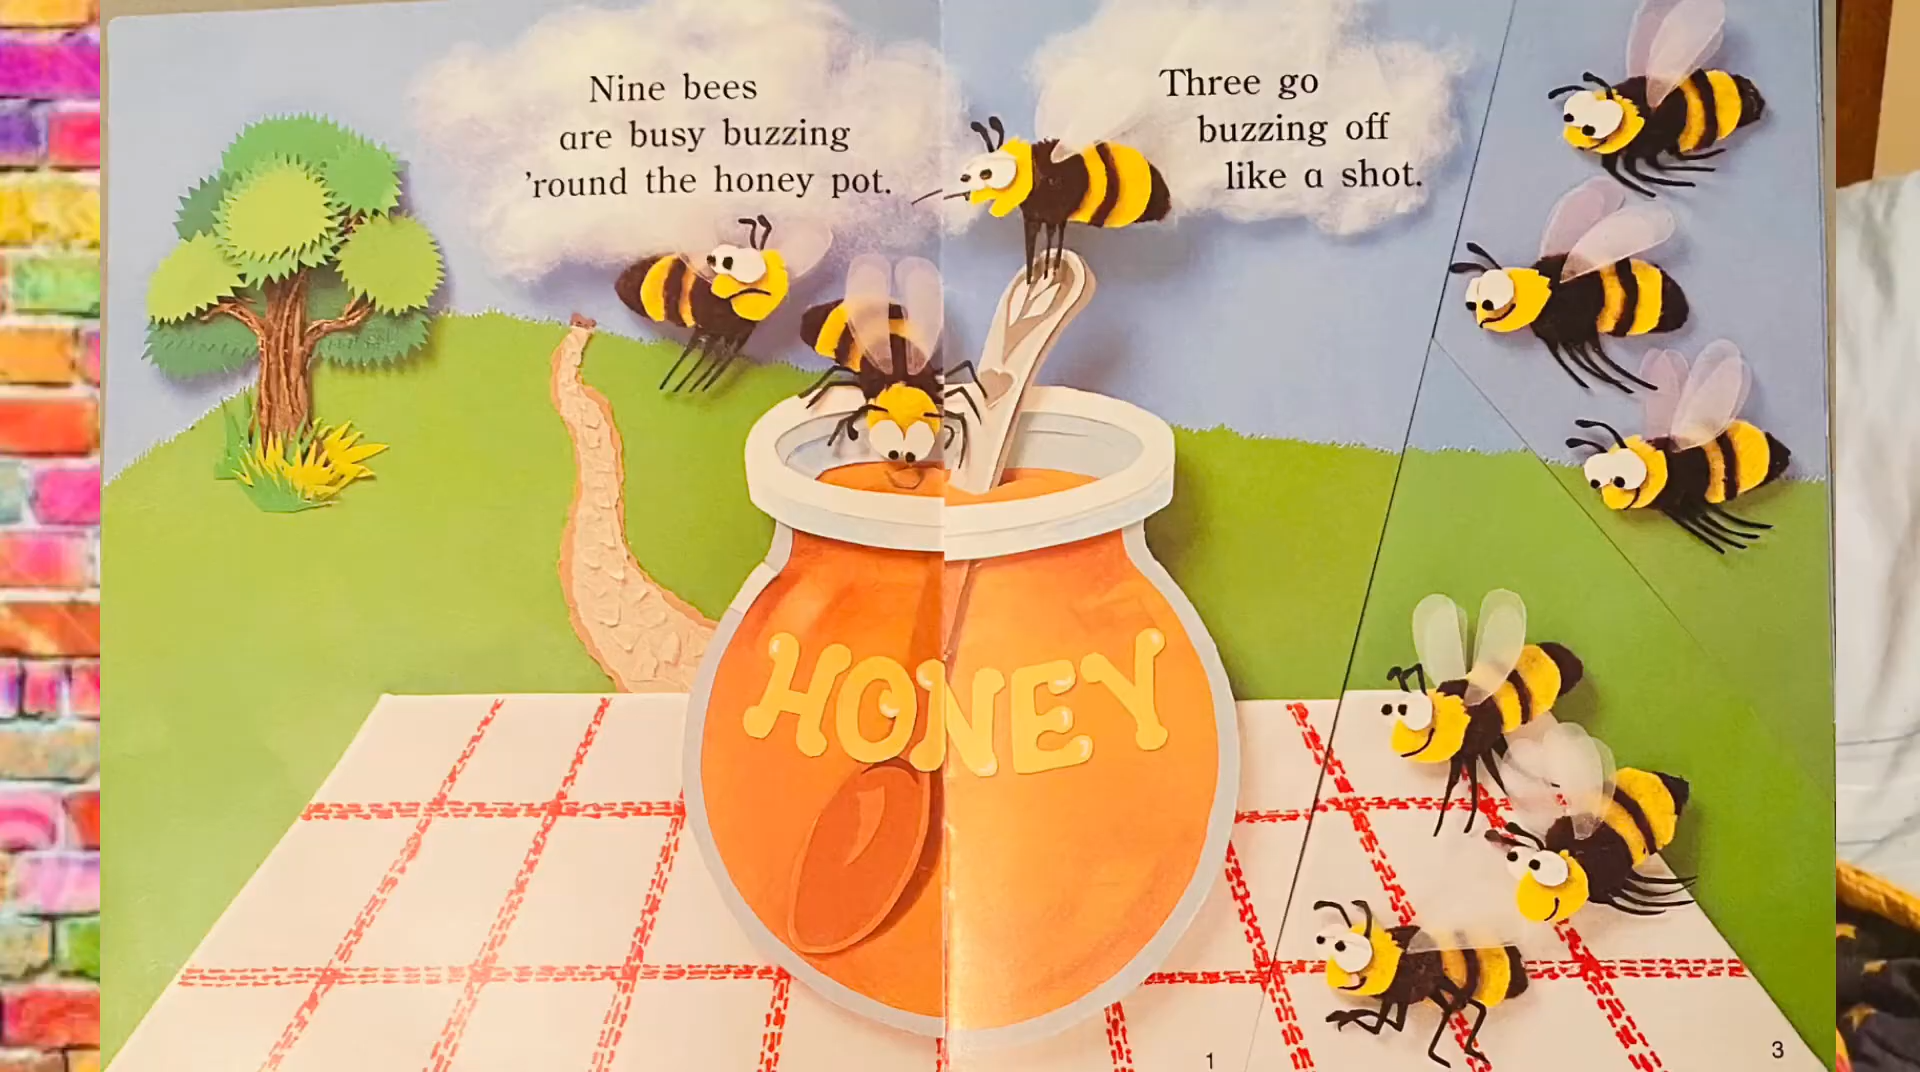 Nine bees
are busy buzzing
'round the honey pot.
Three go
buzzing off
like a shot.
HONEY
1
3